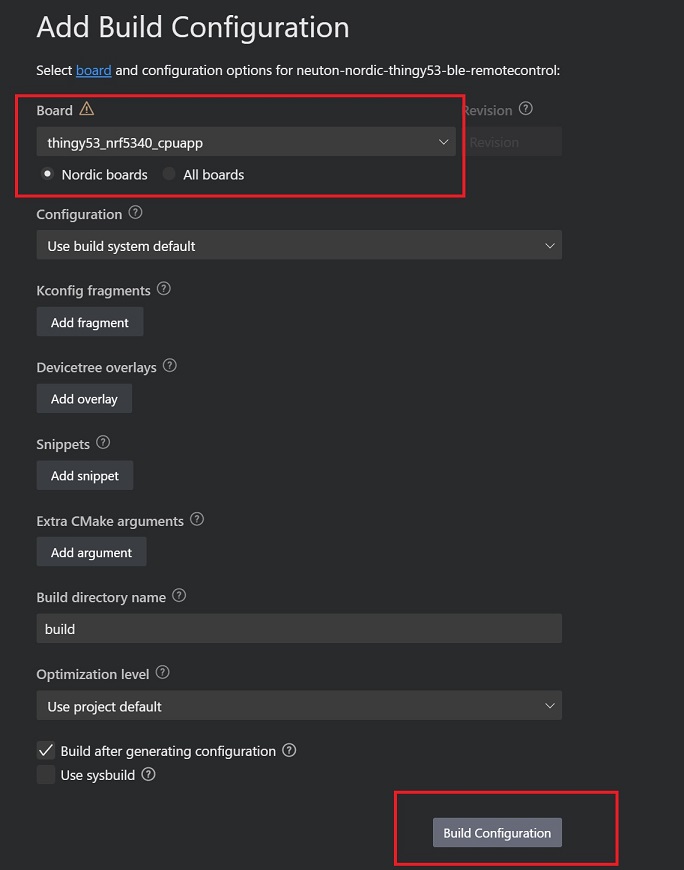 Add Build Configuration
Select board and configuration options for neuton-nordic-thingy53-ble-remotecontrol:
Board
Revision
thingy53_nrf5340_cpuapp
Revision
Nordic boards
All boards
Configuration
Use build system default
Kconfig fragments
Add fragment
Devicetree overlays
Add overlay
Snippets
Add snippet
Extra CMake arguments
Add argument
Build directory name
build
Optimization level
Use project default
Build after generating configuration
Use sysbuild
Build Configuration